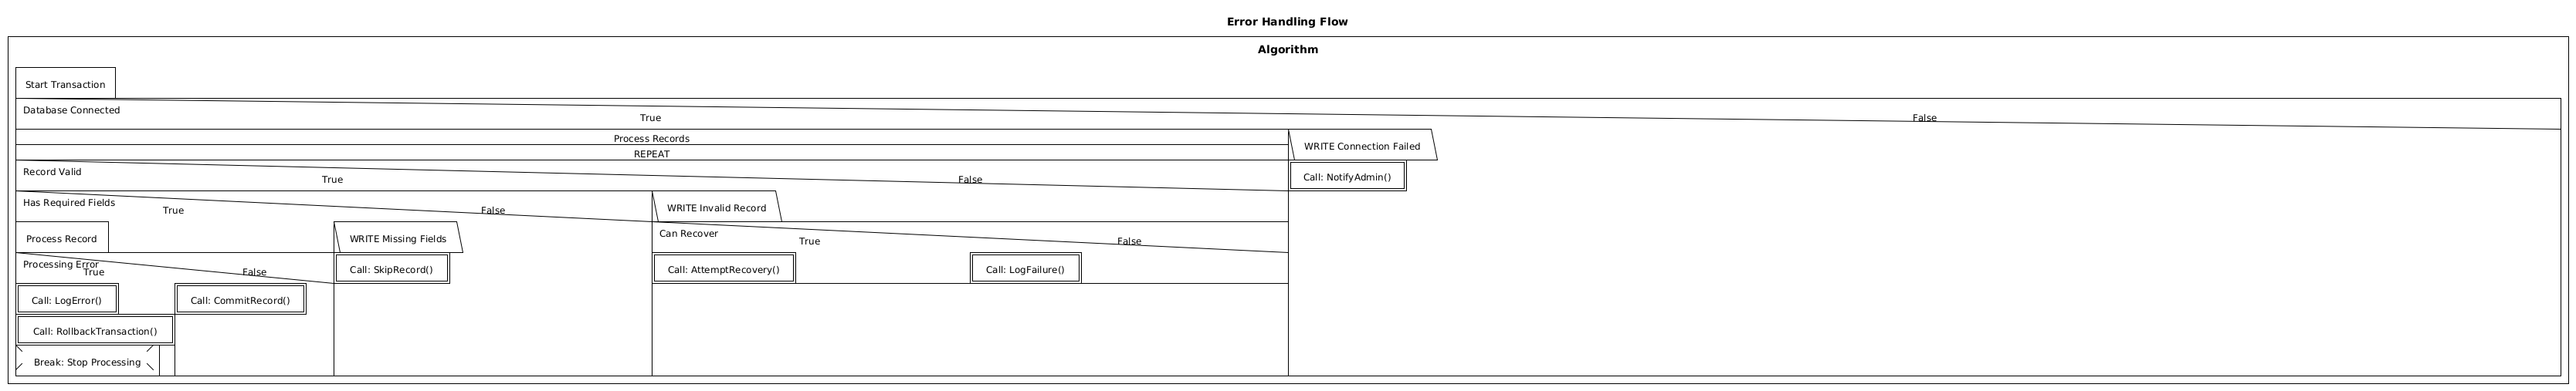 Error Handling Flow
Algorithm
Start Transaction
Database Connected
True
False
Process Records
WRITE Connection Failed
REPEAT
Record Valid
True
False
Call: NotifyAdmin()
Has Required Fields
True
False
WRITE Invalid Record
Process Record
WRITE Missing Fields
Can Recover
True
False
Processing Error
True
False
Call: SkipRecord()
Call: AttemptRecovery()
Call: LogFailure()
Call: LogError()
Call: CommitRecord()
Call: RollbackTransaction()
Break: Stop Processing